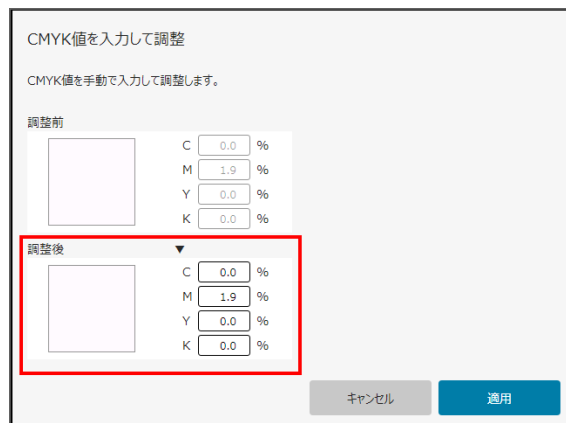 CMYK値を入力して調整
CMYK値を手動で入力して調整します。
調整前
C 0.0 %
M 1.9 %
Y 0.0 %
K 0.0 %
調整後 ▼
C 0.0 %
M 1.9 %
Y 0.0 %
K 0.0 %
キャンセル 適用